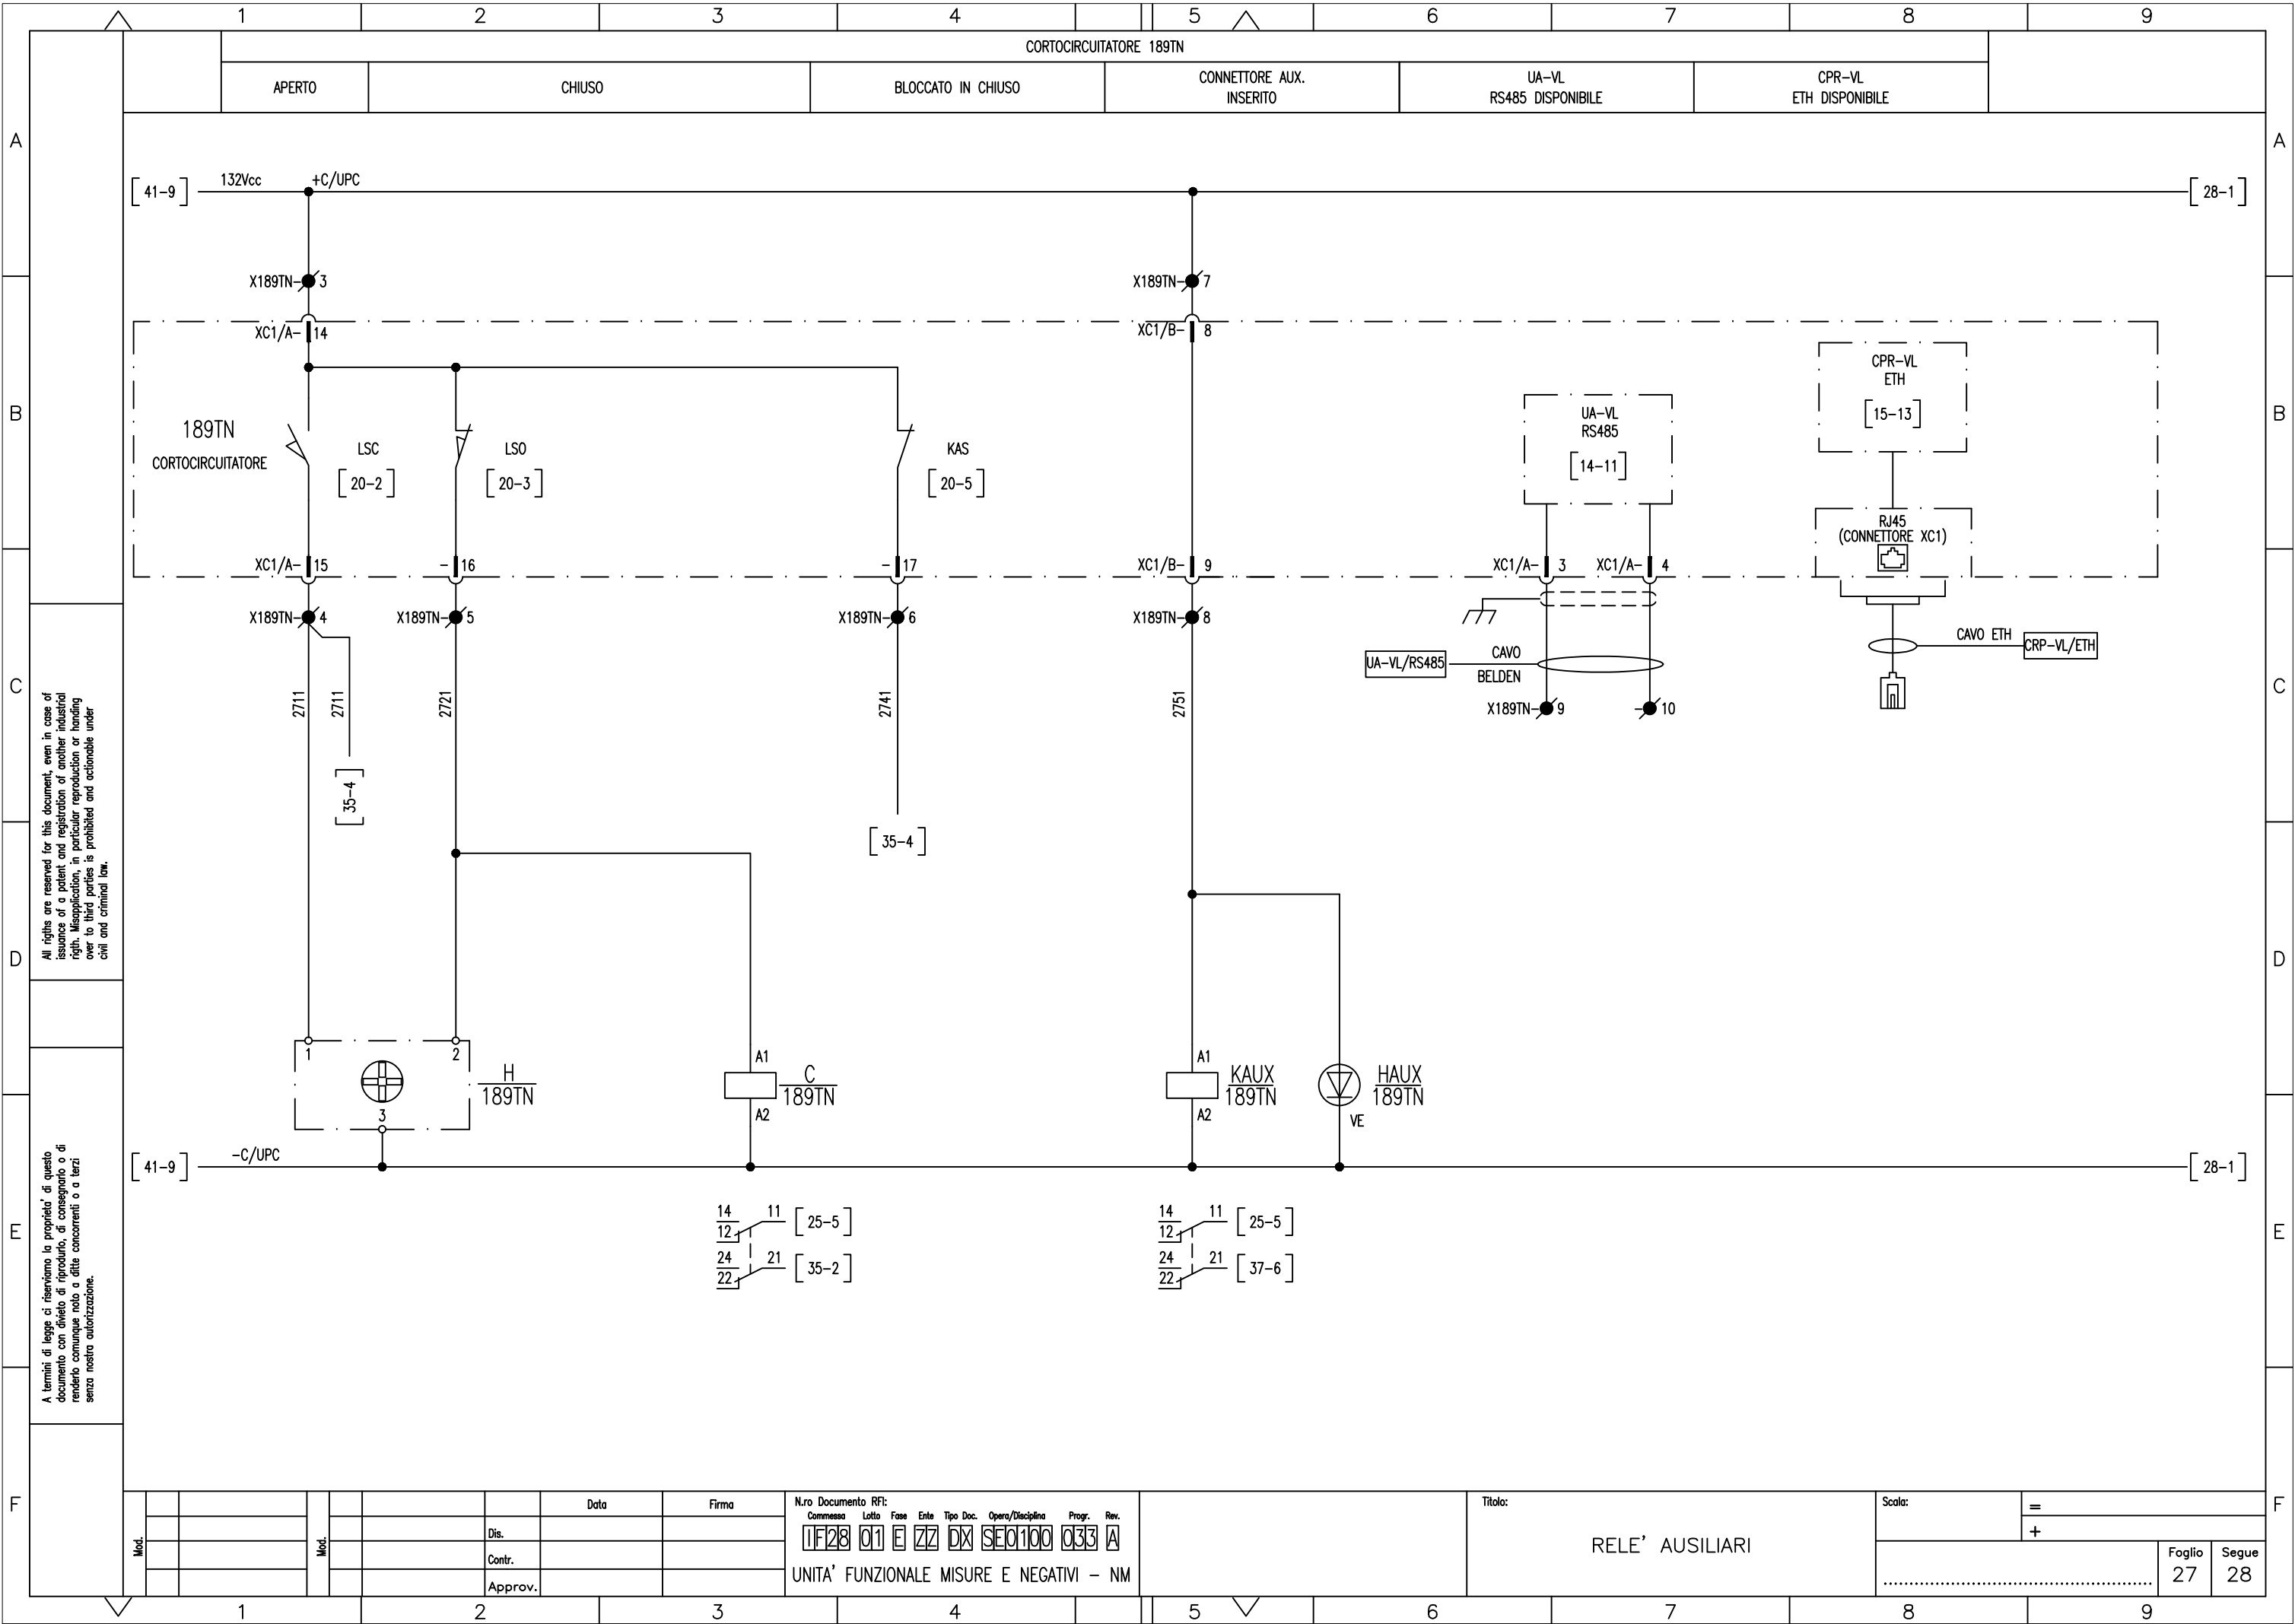 1 2 3 4 5 6 7 8 9
CORTOCIRCUITATORE 189TN
APERTO
CHIUSO
BLOCCATO IN CHIUSO
CONNETTORE AUX.
INSERITO
UA-VL
RS485 DISPONIBILE
CPR-VL
ETH DISPONIBILE
A
A
41-9
132Vcc
+C/UPC
28-1
X189TN-
3
X189TN-
7
XC1/A-
14
XC1/B-
8
B
B
189TN
CORTOCIRCUITATORE
LSC
20-2
LSO
20-3
KAS
20-5
UA-VL
RS485
14-11
CPR-VL
ETH
15-13
RJ45
(CONNETTORE XC1)
XC1/A-
15
-
16
-
17
XC1/B-
9
XC1/A-
3
XC1/A-
4
X189TN-
4
X189TN-
5
X189TN-
6
X189TN-
8
C
C
2711
2711
2721
2741
2751
UA-VL/RS485
CAVO
BELDEN
CAVO ETH
CRP-VL/ETH
X189TN-
9
-
10
35-4
35-4
All rigths are reserved for this document, even in case of
issuance of a patent and registration of another industrial
rigth. Misapplication, in particular reproduction or handing
over to third parties is prohibited and actionable under
civil and criminal law.
D
D
1
2
3
H
189TN
A1
A2
C
189TN
A1
A2
KAUX
189TN
HAUX
189TN
VE
41-9
-C/UPC
28-1
E
E
14
12
11
25-5
24
22
21
35-2
14
12
11
25-5
24
22
21
37-6
A termini di legge ci riserviamo la proprieta' di questo
documento con divieto di riprodurlo, di consegnarlo o di
renderlo comunque noto a ditte concorrenti o a terzi
senza nostra autorizzazione.
F
F
Mod.
Mod.
Data
Firma
Dis.
Contr.
Approv.
N.ro Documento RFI:
Commessa Lotto Fase Ente Tipo Doc. Opera/Disciplina Progr. Rev.
IF28 01 E ZZ DX SE0100 033 A
UNITA' FUNZIONALE MISURE E NEGATIVI - NM
Titolo:
RELE' AUSILIARI
Scala:
=
+
Foglio
27
Segue
28
1 2 3 4 5 6 7 8 9